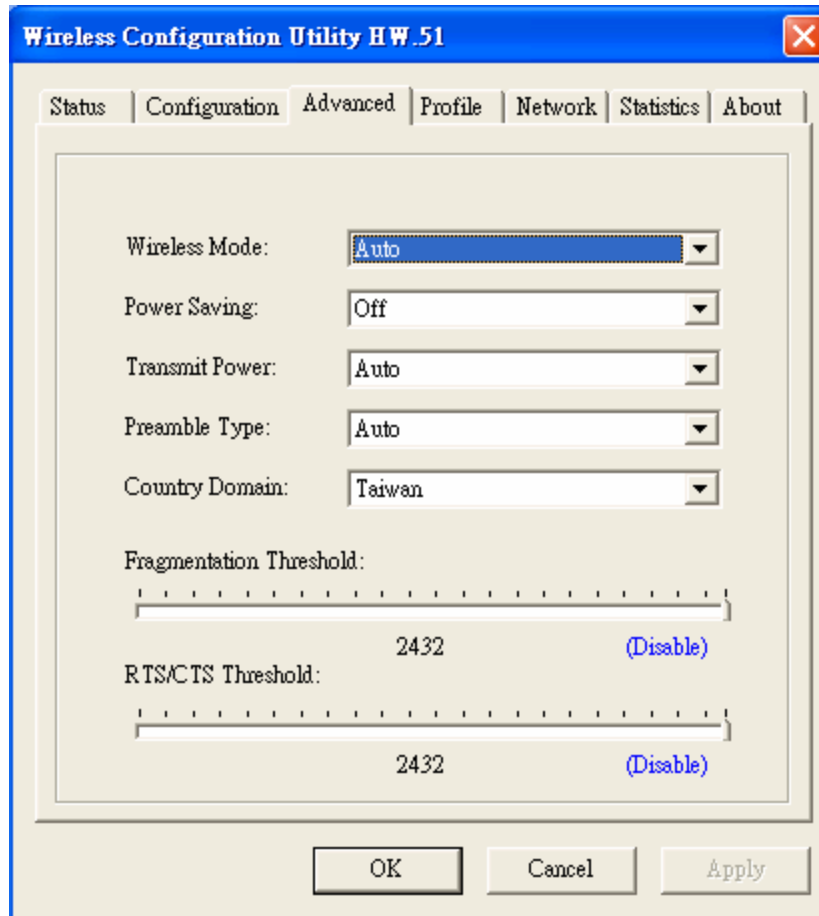 Wireless Configuration Utility HW.51
Status Configuration Advanced Profile Network Statistics About
Wireless Mode: Auto
Power Saving: Off
Transmit Power: Auto
Preamble Type: Auto
Country Domain: Taiwan
Fragmentation Threshold:
2432 (Disable)
RTS/CTS Threshold:
2432 (Disable)
OK Cancel Apply